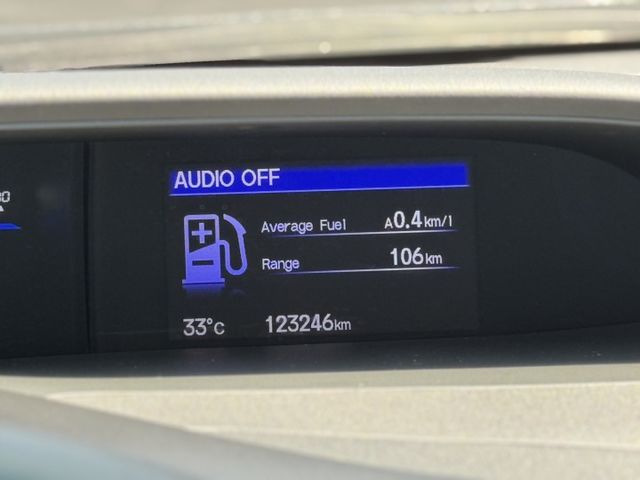 AUDIO OFF
Average Fuel A0.4km/l
Range 106km
33°C 123246km